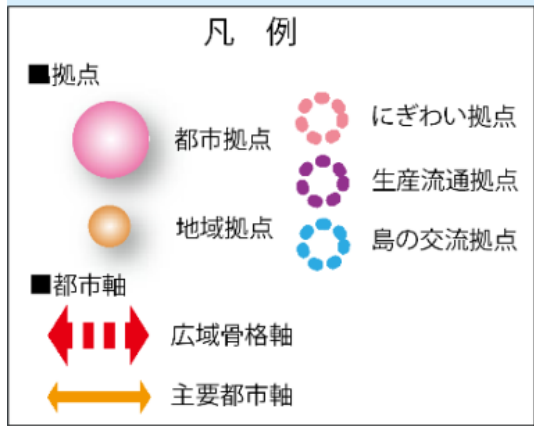 凡 例
■拠点
都市拠点
地域拠点
にぎわい拠点
生産流通拠点
島の交流拠点
■都市軸
広域骨格軸
主要都市軸